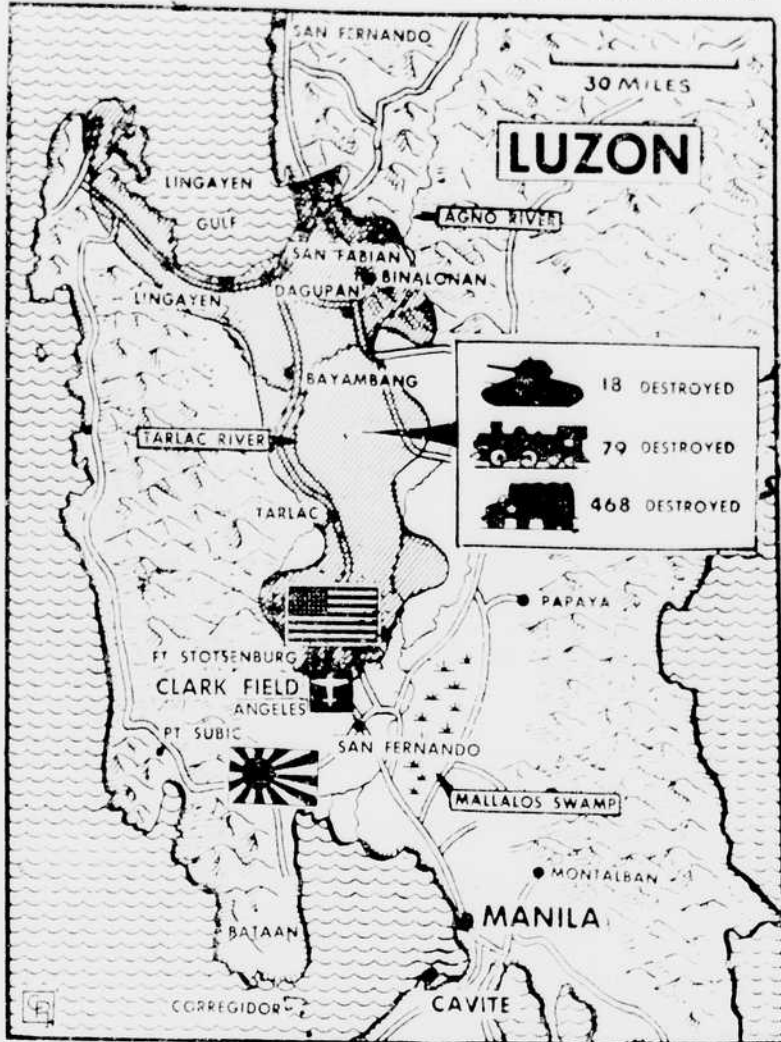 SAN FERNANDO
30 MILES
LUZON
LINGAYEN
GULF
AGNO RIVER
SAN FABIAN
BINALONAN
DAGUPAN
LINGAYEN
BAYAMBANG
18 DESTROYED
TARLAC RIVER
79 DESTROYED
468 DESTROYED
TARLAC
PAPAYA
FT STOTSENBURG
CLARK FIELD
ANGELES
PT SUBIC
SAN FERNANDO
MALLALOS SWAMP
MONTALBAN
MANILA
BATAAN
CORREGIDOR
CAVITE